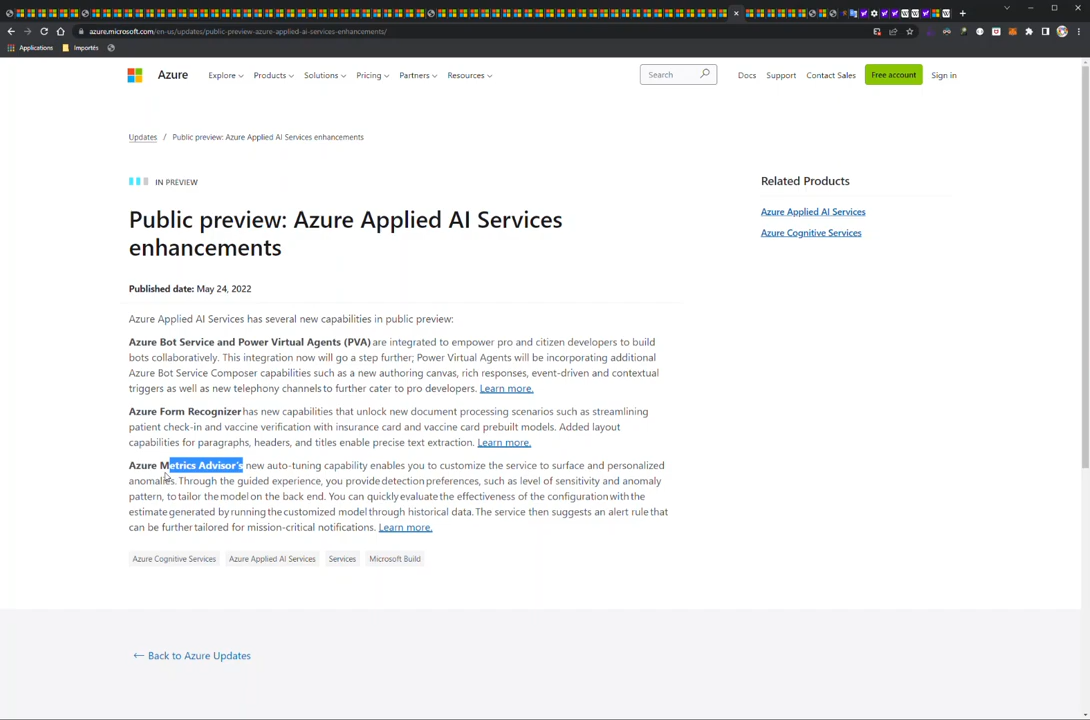 azure.microsoft.com/en-us/updates/public-preview-azure-applied-ai-services-enhancements/
Applications Importés
Azure Explore Products Solutions Pricing Partners Resources Search Docs Support Contact Sales Free account Sign in
Updates / Public preview: Azure Applied AI Services enhancements
IN PREVIEW
Related Products
Public preview: Azure Applied AI Services
enhancements
Azure Applied AI Services
Azure Cognitive Services
Published date: May 24, 2022
Azure Applied AI Services has several new capabilities in public preview:
Azure Bot Service and Power Virtual Agents (PVA) are integrated to empower pro and citizen developers to build
bots collaboratively. This integration now will go a step further; Power Virtual Agents will be incorporating additional
Azure Bot Service Composer capabilities such as a new authoring canvas, rich responses, event-driven and contextual
triggers as well as new telephony channels to further cater to pro developers. Learn more.
Azure Form Recognizer has new capabilities that unlock new document processing scenarios such as streamlining
patient check-in and vaccine verification with insurance card and vaccine card prebuilt models. Added layout
capabilities for paragraphs, headers, and titles enable precise text extraction. Learn more.
Azure Metrics Advisor's new auto-tuning capability enables you to customize the service to surface and personalized
anomalies. Through the guided experience, you provide detection preferences, such as level of sensitivity and anomaly
pattern, to tailor the model on the back end. You can quickly evaluate the effectiveness of the configuration with the
estimate generated by running the customized model through historical data. The service then suggests an alert rule that
can be further tailored for mission-critical notifications. Learn more.
Azure Cognitive Services Azure Applied AI Services Services Microsoft Build
← Back to Azure Updates